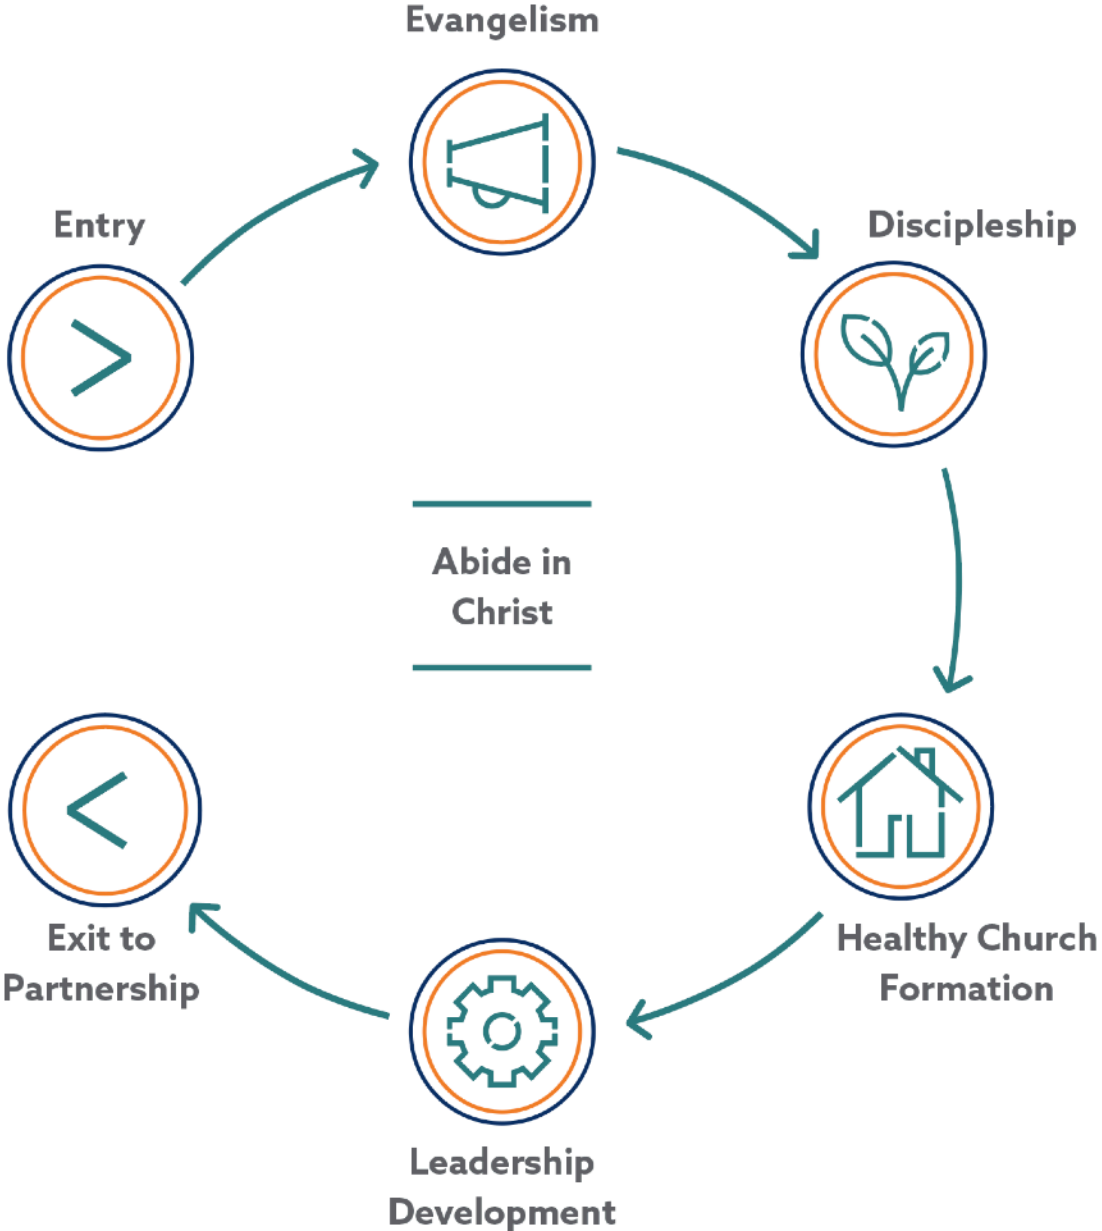 Evangelism
Entry
Discipleship
Abide in
Christ
Exit to
Partnership
Healthy Church
Formation
Leadership
Development